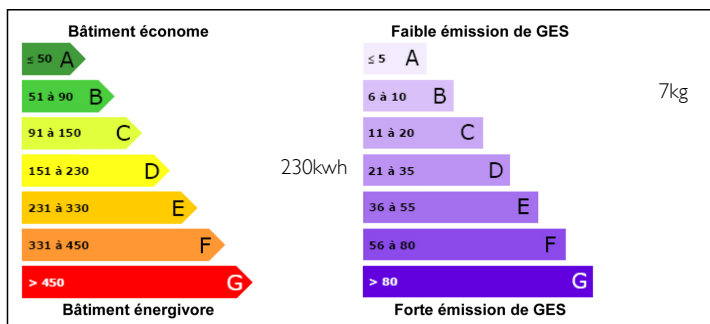 Bâtiment économe
≤ 50 A
51 à 90 B
91 à 150 C
151 à 230 D
230kwh
231 à 330 E
331 à 450 F
> 450 G
Bâtiment énergivore
Faible émission de GES
≤ 5 A
6 à 10 B
7kg
11 à 20 C
21 à 35 D
36 à 55 E
56 à 80 F
> 80 G
Forte émission de GES